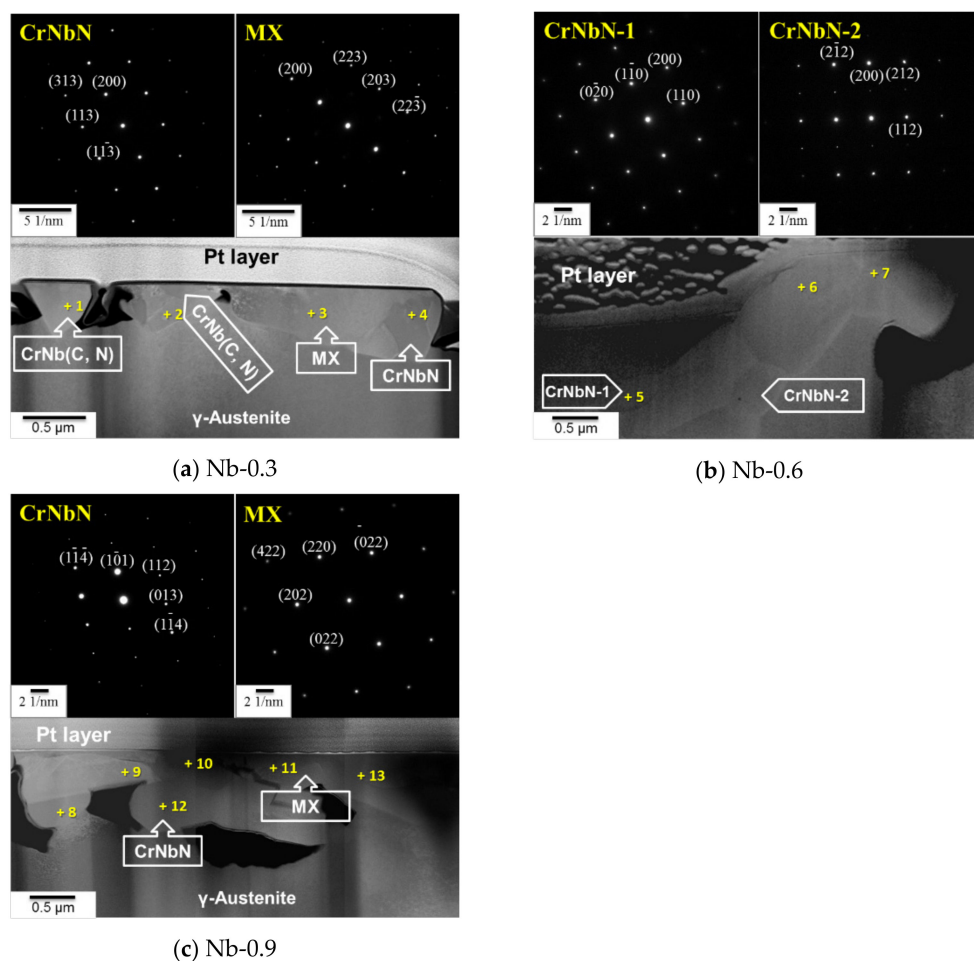 CrNbN
MX
(313)
(200)
(113)
(11̄3)
(223)
(200)
(203)
(223̄)
5 1/nm
5 1/nm
Pt layer
+ 1
+ 2
+ 3
+ 4
CrNb(C, N)
CrNb(C, N)
MX
CrNbN
γ-Austenite
0.5 µm
(a) Nb-0.3
CrNbN-1
CrNbN-2
(200)
(11̄0)
(02̄0)
(110)
(21̄2)
(212)
(200)
(112)
2 1/nm
2 1/nm
Pt layer
+ 7
+ 6
CrNbN-1
+ 5
CrNbN-2
0.5 µm
(b) Nb-0.6
CrNbN
MX
(11̄4̄)
(1̄01)
(112)
(013)
(11̄4)
(422)
(220)
(0̄22)
(202)
(022)
2 1/nm
2 1/nm
Pt layer
+ 9
+ 10
+ 11
+ 13
+ 8
+ 12
MX
CrNbN
γ-Austenite
0.5 µm
(c) Nb-0.9